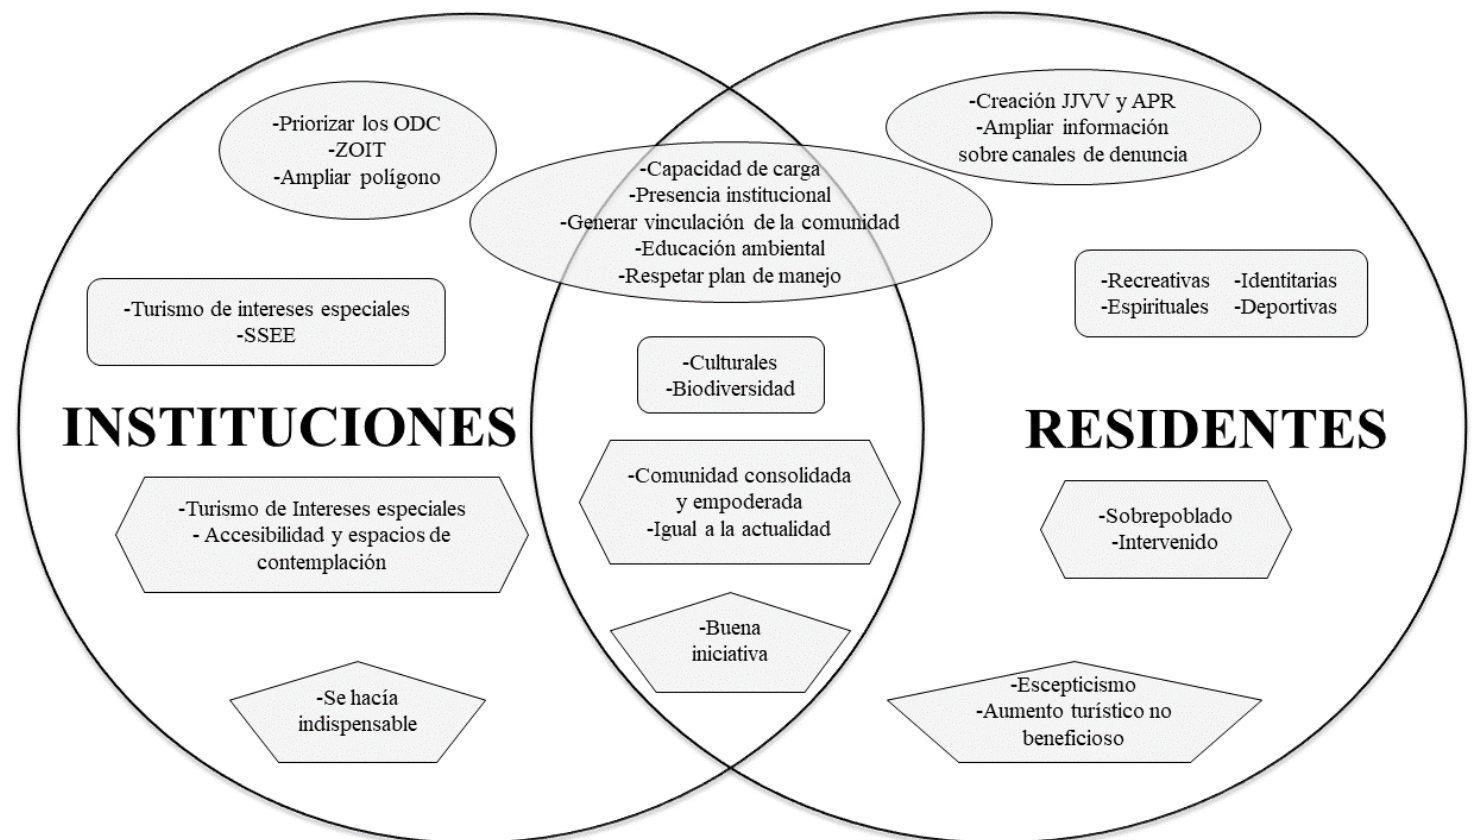 -Priorizar los ODC
-ZOIT
-Ampliar polígono
-Turismo de intereses especiales
-SSEE
INSTITUCIONES
-Turismo de Intereses especiales
- Accesibilidad y espacios de
contemplación
-Se hacía
indispensable
-Capacidad de carga
-Presencia institucional
-Generar vinculación de la comunidad
-Educación ambiental
-Respetar plan de manejo
-Culturales
-Biodiversidad
-Comunidad consolidada
y empoderada
-Igual a la actualidad
-Buena
iniciativa
-Creación JJVV y APR
-Ampliar información
sobre canales de denuncia
-Recreativas -Identitarias
-Espirituales -Deportivas
RESIDENTES
-Sobrepoblado
-Intervenido
-Escepticismo
-Aumento turístico no
beneficioso